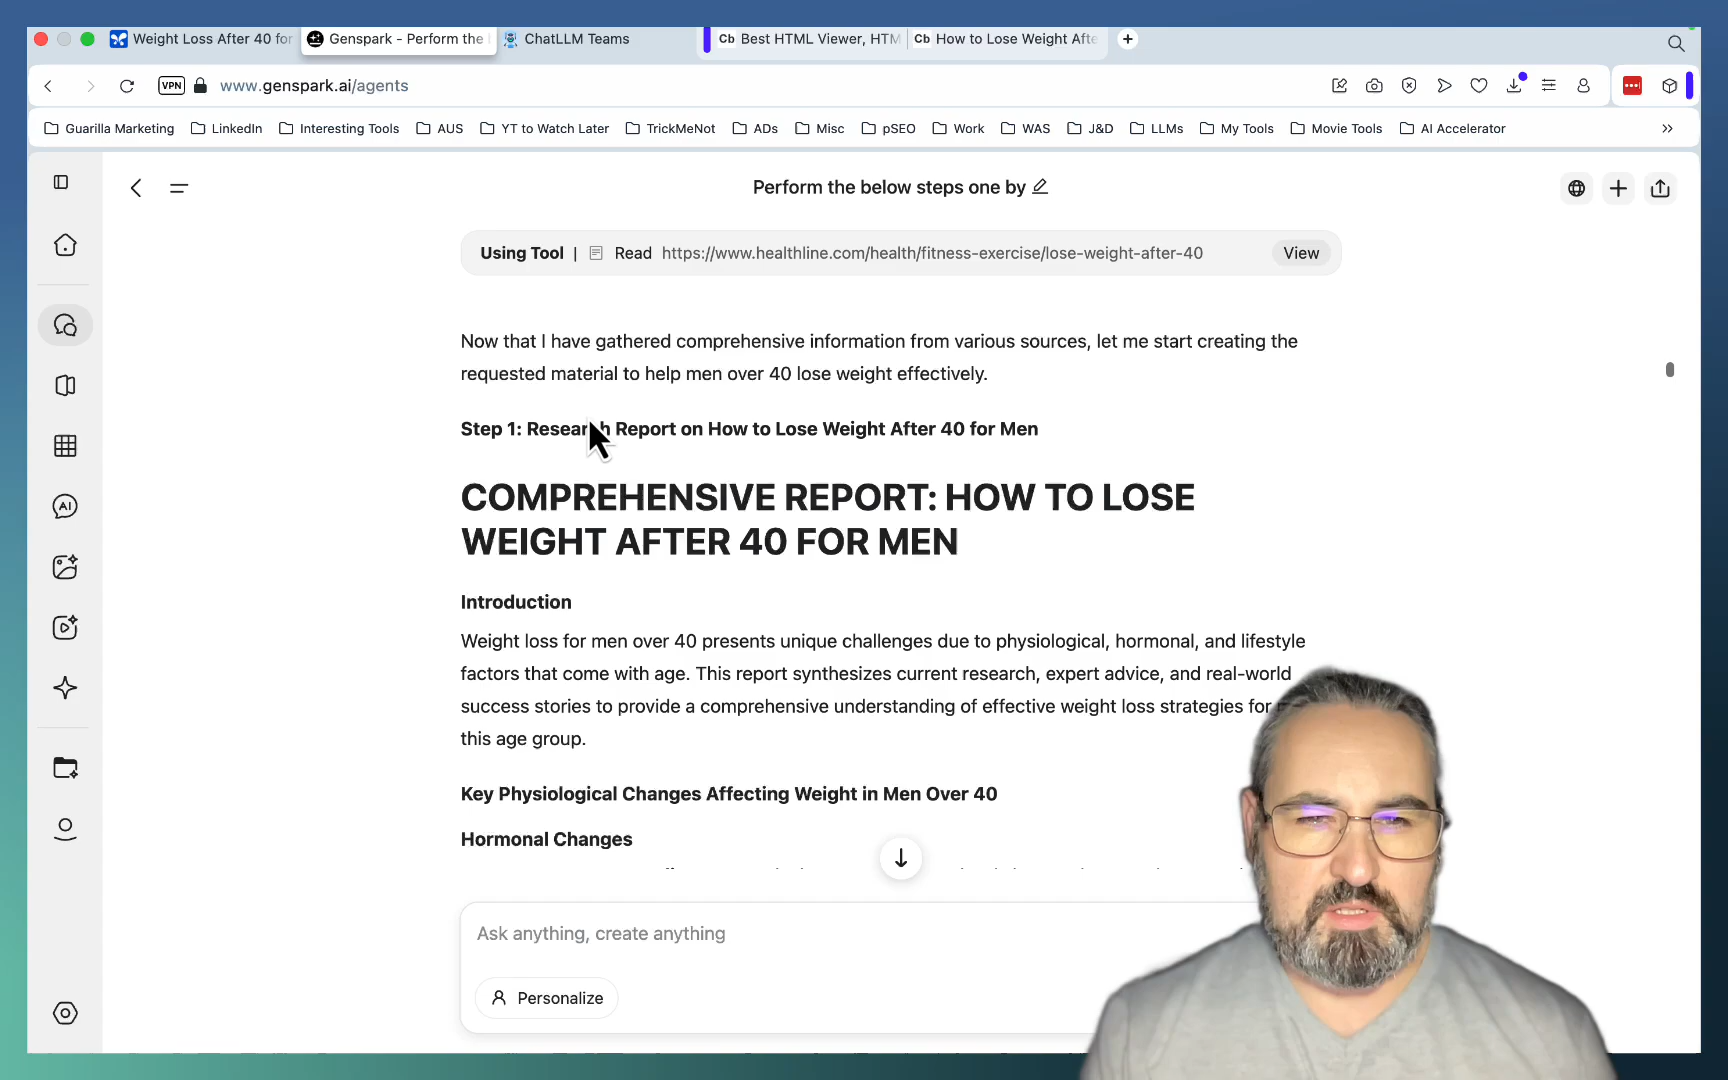 Weight Loss After 40 for
Genspark - Perform the
ChatLLM Teams
Cb Best HTML Viewer, HTM
Cb How to Lose Weight Afte
VPN www.genspark.ai/agents
Guarilla Marketing
LinkedIn
Interesting Tools
AUS
YT to Watch Later
TrickMeNot
ADs
Misc
pSEO
Work
WAS
J&D
LLMs
My Tools
Movie Tools
AI Accelerator
Perform the below steps one by
Using Tool | Read https://www.healthline.com/health/fitness-exercise/lose-weight-after-40 View
Now that I have gathered comprehensive information from various sources, let me start creating the
requested material to help men over 40 lose weight effectively.
Step 1: Research Report on How to Lose Weight After 40 for Men
COMPREHENSIVE REPORT: HOW TO LOSE
WEIGHT AFTER 40 FOR MEN
Introduction
Weight loss for men over 40 presents unique challenges due to physiological, hormonal, and lifestyle
factors that come with age. This report synthesizes current research, expert advice, and real-world
success stories to provide a comprehensive understanding of effective weight loss strategies for
this age group.
Key Physiological Changes Affecting Weight in Men Over 40
Hormonal Changes
Ask anything, create anything
Personalize
AI